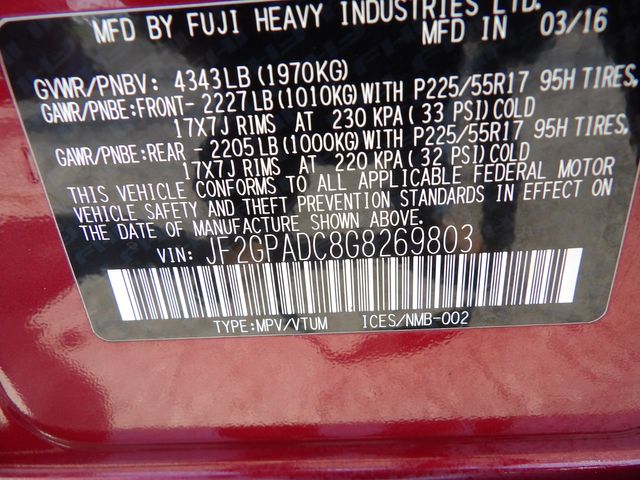 MFD BY FUJI HEAVY INDUSTRIES LTD.
MFD IN 03/16
GVWR/PNBV: 4343LB (1970KG)
GAWR/PNBE:FRONT- 2227LB (1010KG) WITH P225/55R17 95H TIRES,
17X7J RIMS AT 230 KPA ( 33 PSI) COLD
GAWR/PNBE:REAR - 2205LB (1000KG) WITH P225/55R17 95H TIRES,
17X7J RIMS AT 220 KPA ( 32 PSI) COLD
THIS VEHICLE CONFORMS TO ALL APPLICABLE FEDERAL MOTOR
VEHICLE SAFETY AND THEFT PREVENTION STANDARDS IN EFFECT ON
THE DATE OF MANUFACTURE SHOWN ABOVE.
VIN: JF2GPADC8G8269803
TYPE:MPV/VTUM ICES/NMB-002